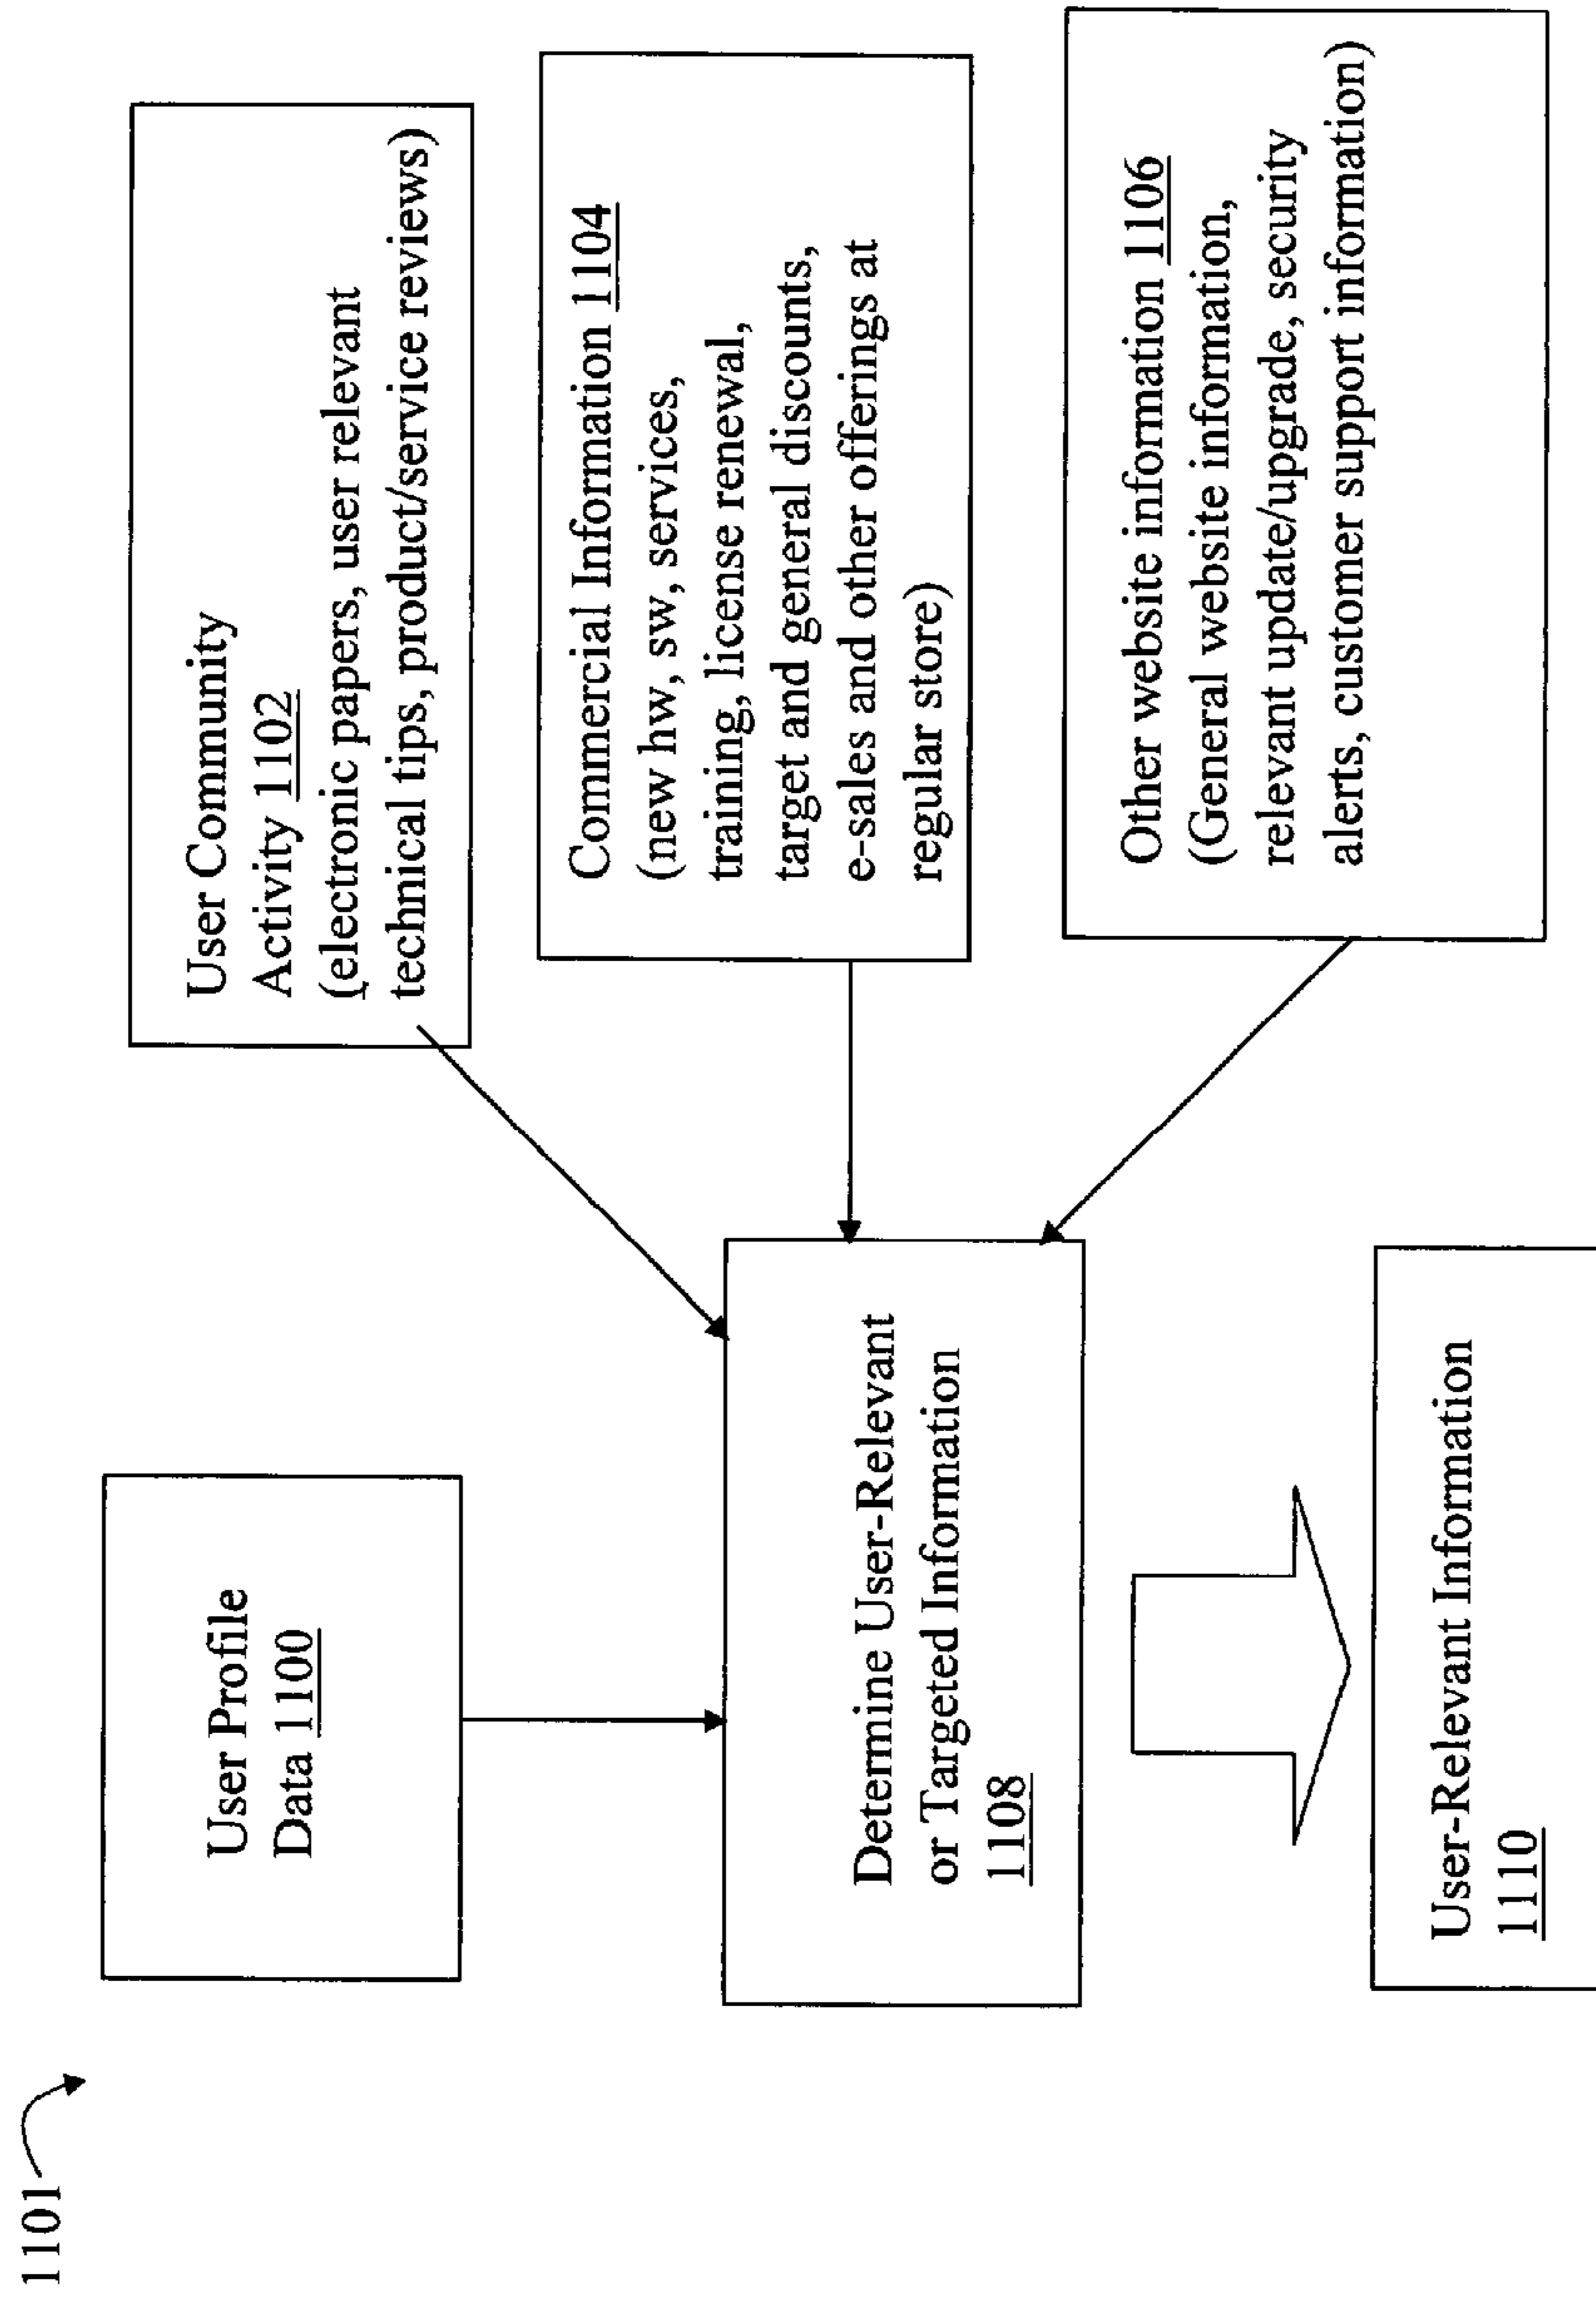 1101
User Profile
Data 1100
User Community
Activity 1102
(electronic papers, user relevant
technical tips, product/service reviews)
Commercial Information 1104
(new hw, sw, services,
training, license renewal,
target and general discounts,
e-sales and other offerings at
regular store)
Other website information 1106
(General website information,
relevant update/upgrade, security
alerts, customer support information)
Determine User-Relevant
or Targeted Information
1108
User-Relevant Information
1110